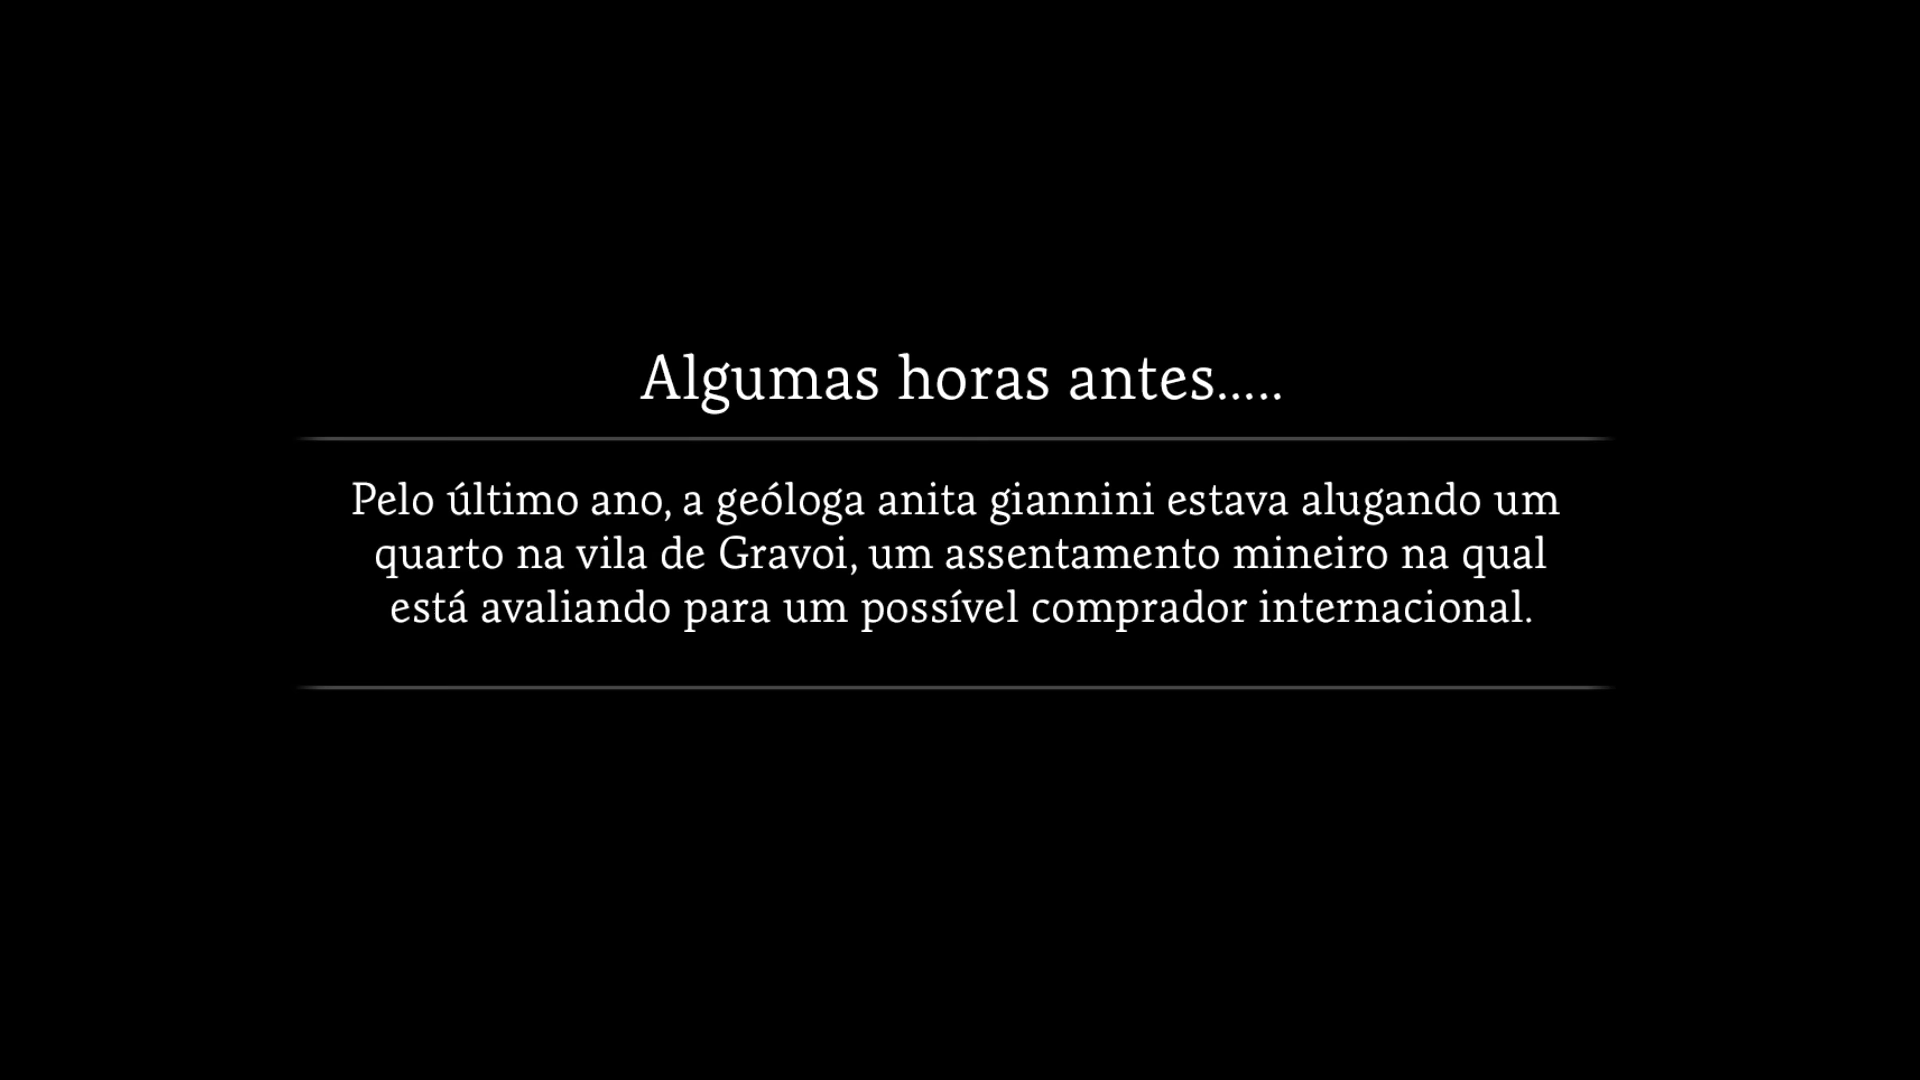 Algumas horas antes.....
Pelo último ano, a geóloga anita giannini estava alugando um
quarto na vila de Gravoi, um assentamento mineiro na qual
está avaliando para um possível comprador internacional.